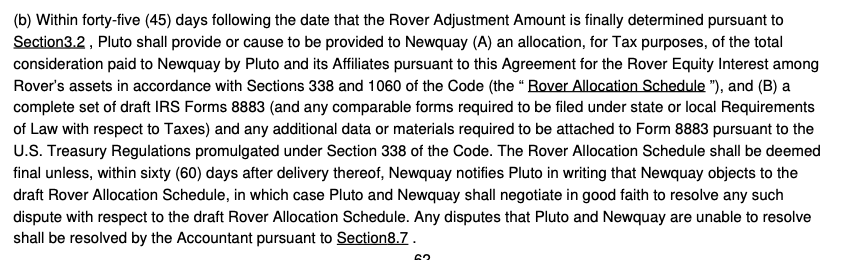 (b) Within forty-five (45) days following the date that the Rover Adjustment Amount is finally determined pursuant to
Section3.2 , Pluto shall provide or cause to be provided to Newquay (A) an allocation, for Tax purposes, of the total
consideration paid to Newquay by Pluto and its Affiliates pursuant to this Agreement for the Rover Equity Interest among
Rover's assets in accordance with Sections 338 and 1060 of the Code (the “ Rover Allocation Schedule ”), and (B) a
complete set of draft IRS Forms 8883 (and any comparable forms required to be filed under state or local Requirements
of Law with respect to Taxes) and any additional data or materials required to be attached to Form 8883 pursuant to the
U.S. Treasury Regulations promulgated under Section 338 of the Code. The Rover Allocation Schedule shall be deemed
final unless, within sixty (60) days after delivery thereof, Newquay notifies Pluto in writing that Newquay objects to the
draft Rover Allocation Schedule, in which case Pluto and Newquay shall negotiate in good faith to resolve any such
dispute with respect to the draft Rover Allocation Schedule. Any disputes that Pluto and Newquay are unable to resolve
shall be resolved by the Accountant pursuant to Section8.7 .